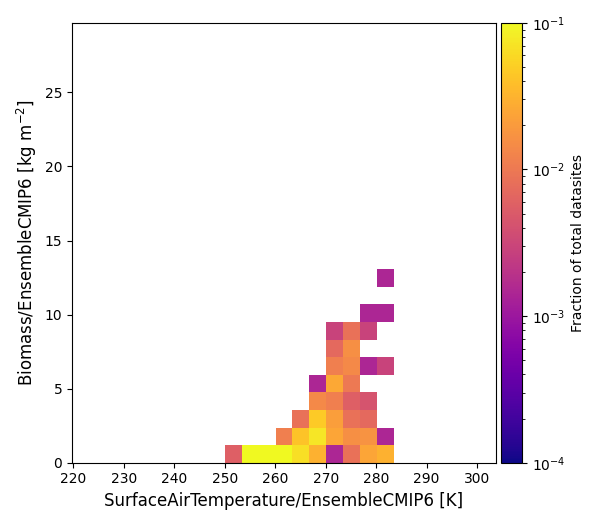 25
20
15
10
5
0
220 230 240 250 260 270 280 290 300
SurfaceAirTemperature/EnsembleCMIP6 [K]
Biomass/EnsembleCMIP6 [kg m⁻²]
10⁻¹
10⁻²
10⁻³
10⁻⁴
Fraction of total datasites